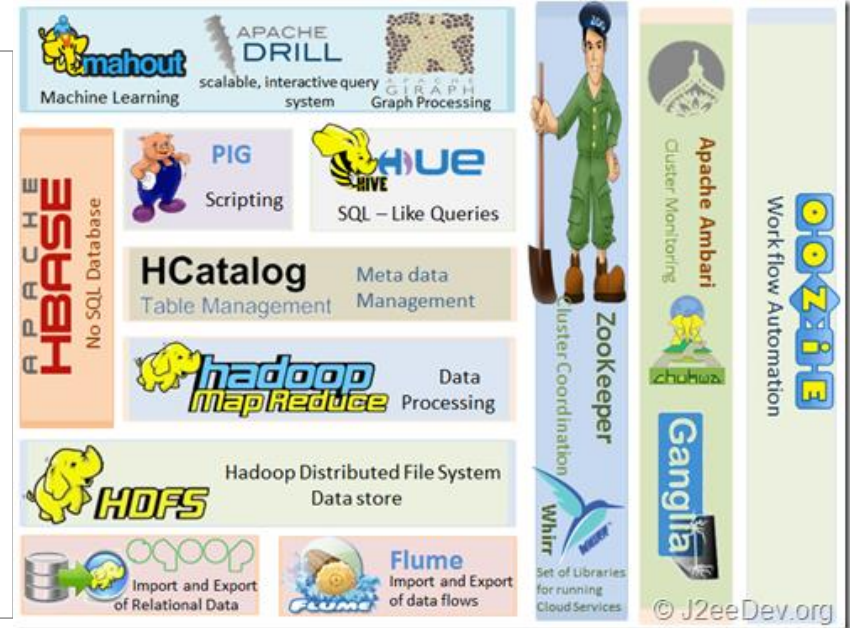 mahout
Machine Learning
APACHE
DRILL
scalable, interactive query
system
APACHE
GIRAPH
Graph Processing
APACHE
HBASE
No SQL Database
PIG
Scripting
HIVE
HUE
SQL – Like Queries
HCatalog
Table Management
Meta data
Management
hadoop
Map Reduce
Data
Processing
HDFS
Hadoop Distributed File System
Data store
sqoop
Import and Export
of Relational Data
FLUME
Flume
Import and Export
of data flows
ZOO
ZooKeeper
Cluster Coordination
Whirr
WHIRR
Set of Libraries
for running
Cloud Services
Apache Ambari
Cluster Monitoring
chukwa
Ganglia
OOZIE
Work flow Automation
© J2eeDev.org